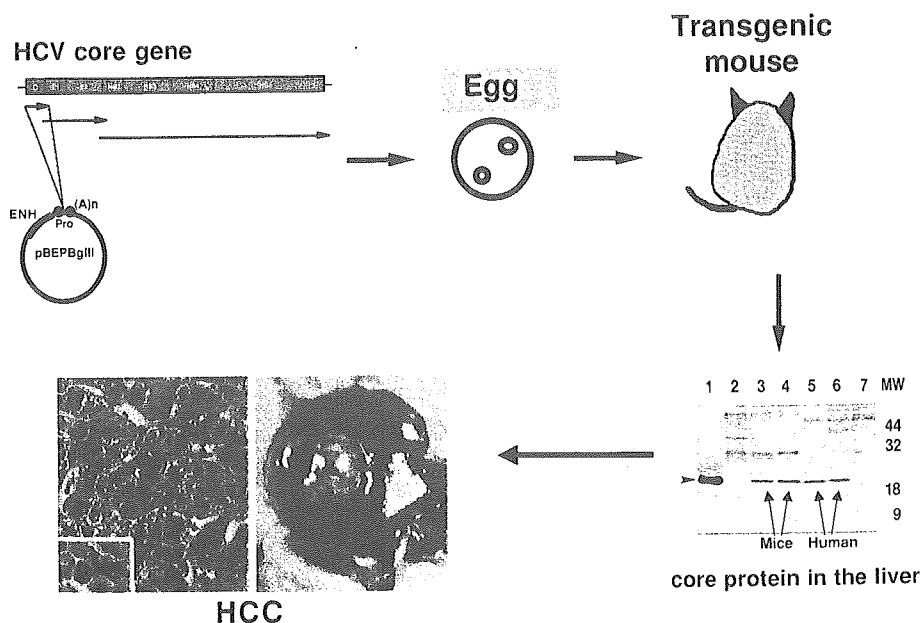 HCV core gene
ENH
(A)n
Pro
pBEPBglII
Egg
Transgenic
mouse
1 2 3 4 5 6 7 MW
44
32
18
9
Mice Human
core protein in the liver
HCC